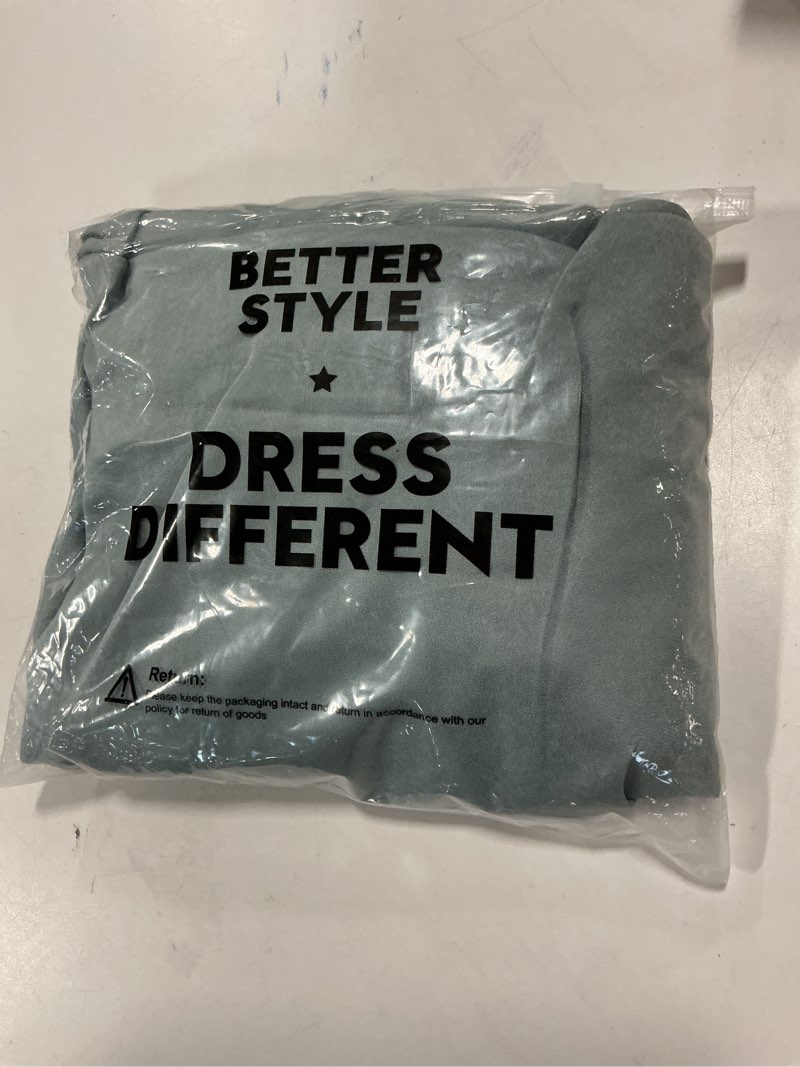 BETTER
STYLE
DRESS
DIFFERENT
Return:
Please keep the packaging intact and return in accordance with our
policy for return of goods